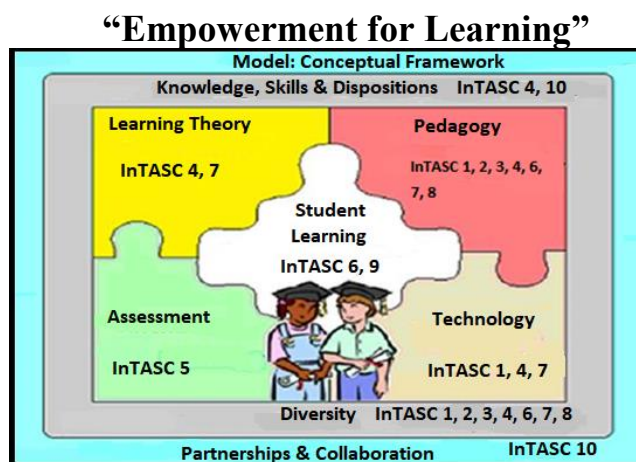 “Empowerment for Learning”
Model: Conceptual Framework
Knowledge, Skills & Dispositions InTASC 4, 10
Learning Theory
InTASC 4, 7
Pedagogy
InTASC 1, 2, 3, 4, 6,
7, 8
Student
Learning
InTASC 6, 9
Assessment
InTASC 5
Technology
InTASC 1, 4, 7
Diversity InTASC 1, 2, 3, 4, 6, 7, 8
Partnerships & Collaboration InTASC 10